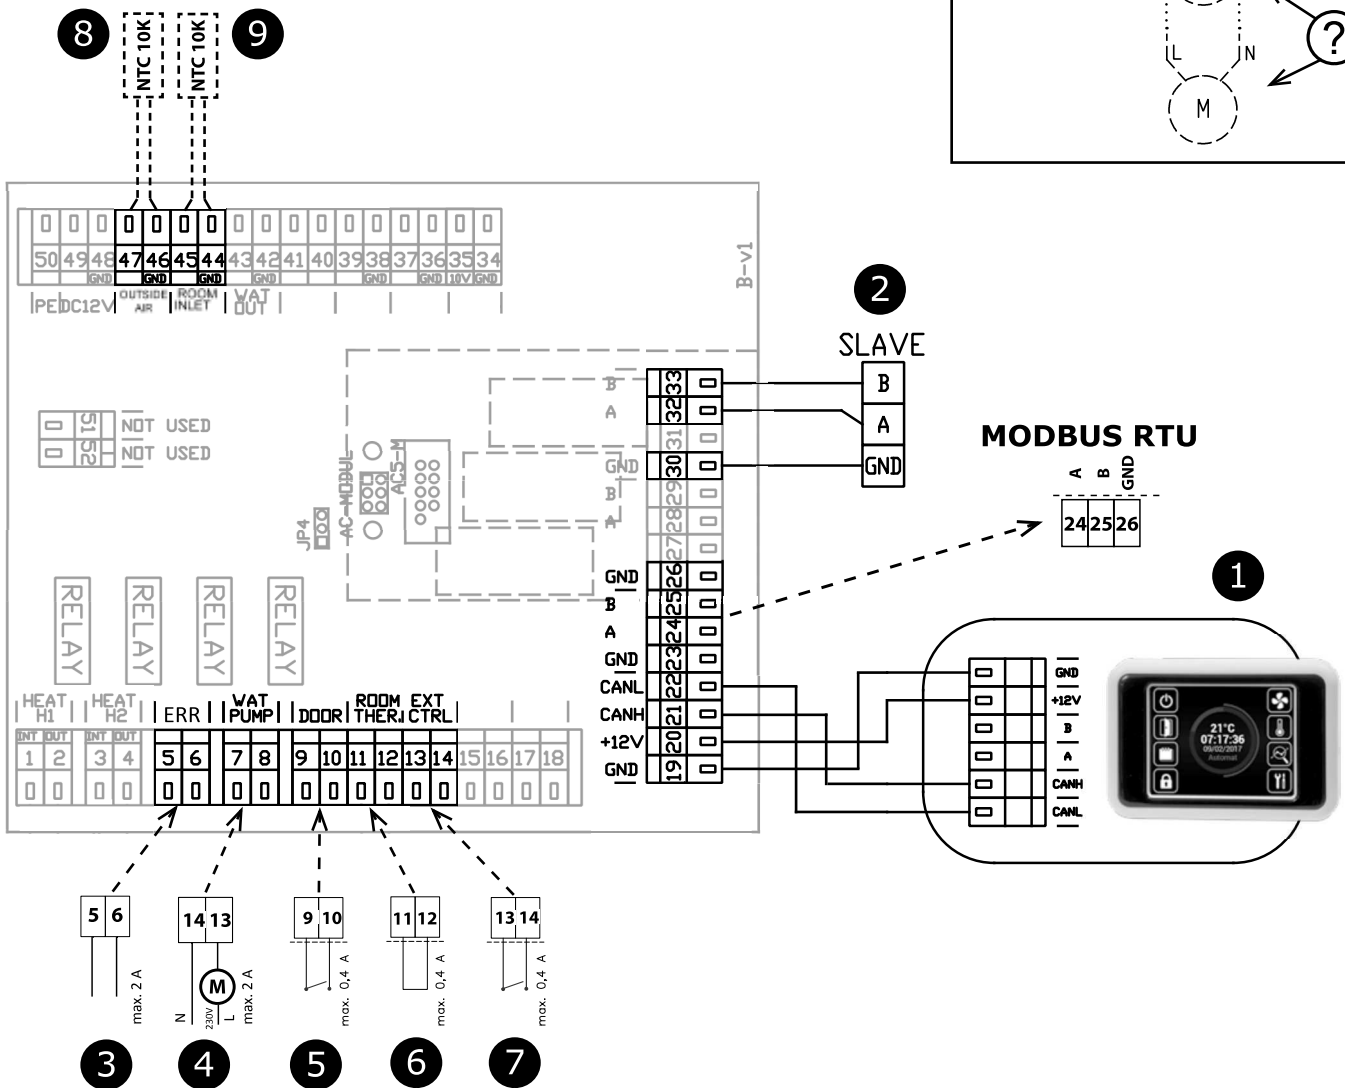 8
NTC 10K
NTC 10K
9
L
N
?
M
50 49 48 47 46 45 44 43 42 41 40 39 38 37 36 35 34
GND GND GND GND GND GND 10V GND
PE DC12V OUTSIDE AIR ROOM INLET WAT OUT
B-v1
2
SLAVE
B
A
GND
51 NOT USED
52 NOT USED
B 33
A 32
31
GND 30
B 29
A 28
27
GND 26
B 25
A 24
GND 23
CANL 22
CANH 21
+12V 20
GND 19
AC-MODUL
AC5-M
JP4
MODBUS RTU
A B GND
24 25 26
1
GND
+12V
B
A
CANH
CANL
21°C
07:17:36
09/02/2017
Automat
RELAY RELAY RELAY RELAY
HEAT H1 HEAT H2 ERR WAT PUMP DOOR ROOM THER. EXT CTRL
INT OUT INT OUT
1 2 3 4 5 6 7 8 9 10 11 12 13 14 15 16 17 18
5 6
max. 2 A
3
14 13
M
N 230V L
max. 2 A
4
9 10
max. 0,4 A
5
11 12
max. 0,4 A
6
13 14
max. 0,4 A
7